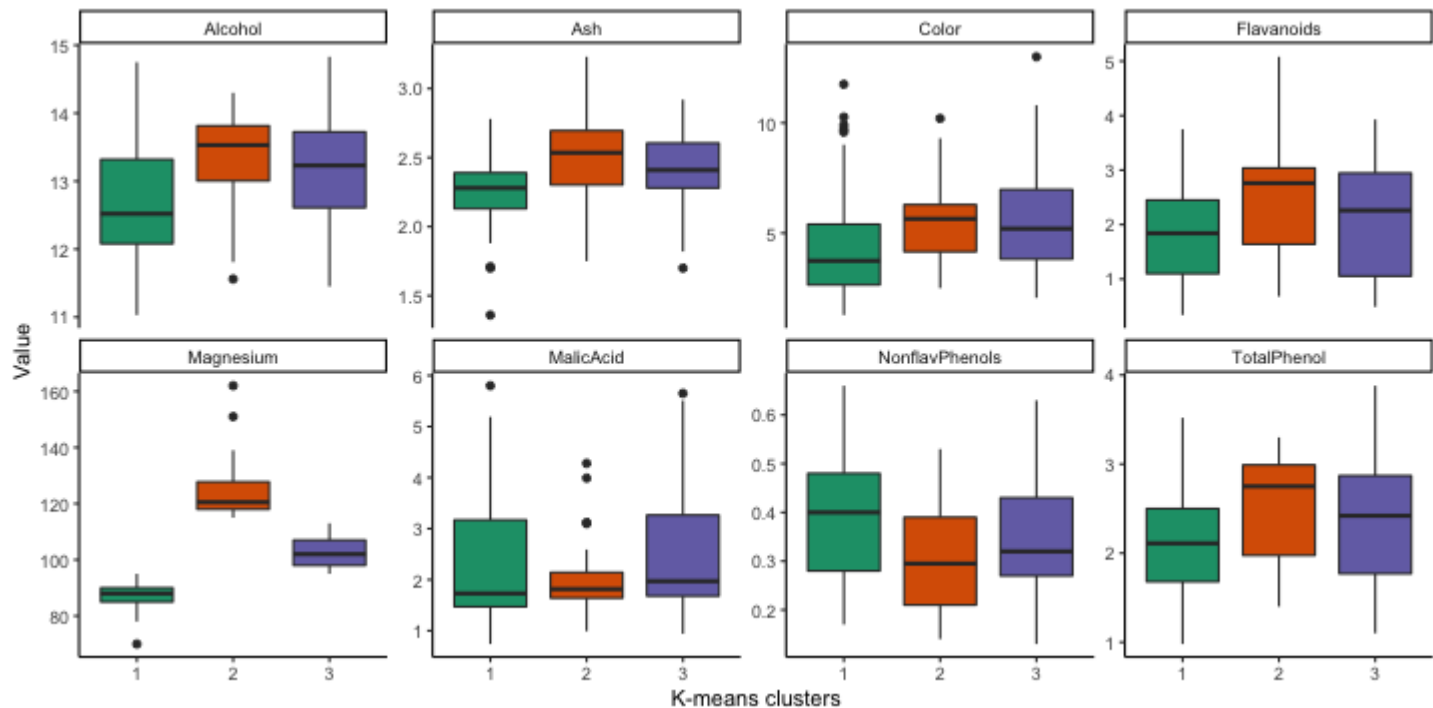 Alcohol
Ash
Color
Flavanoids
15
14
13
12
11
3.0
2.5
2.0
1.5
10
5
5
4
3
2
1
Value
Magnesium
MalicAcid
NonflavPhenols
TotalPhenol
160
140
120
100
80
6
5
4
3
2
1
0.6
0.5
0.4
0.3
0.2
4
3
2
1
1 2 3
1 2 3
1 2 3
1 2 3
K-means clusters